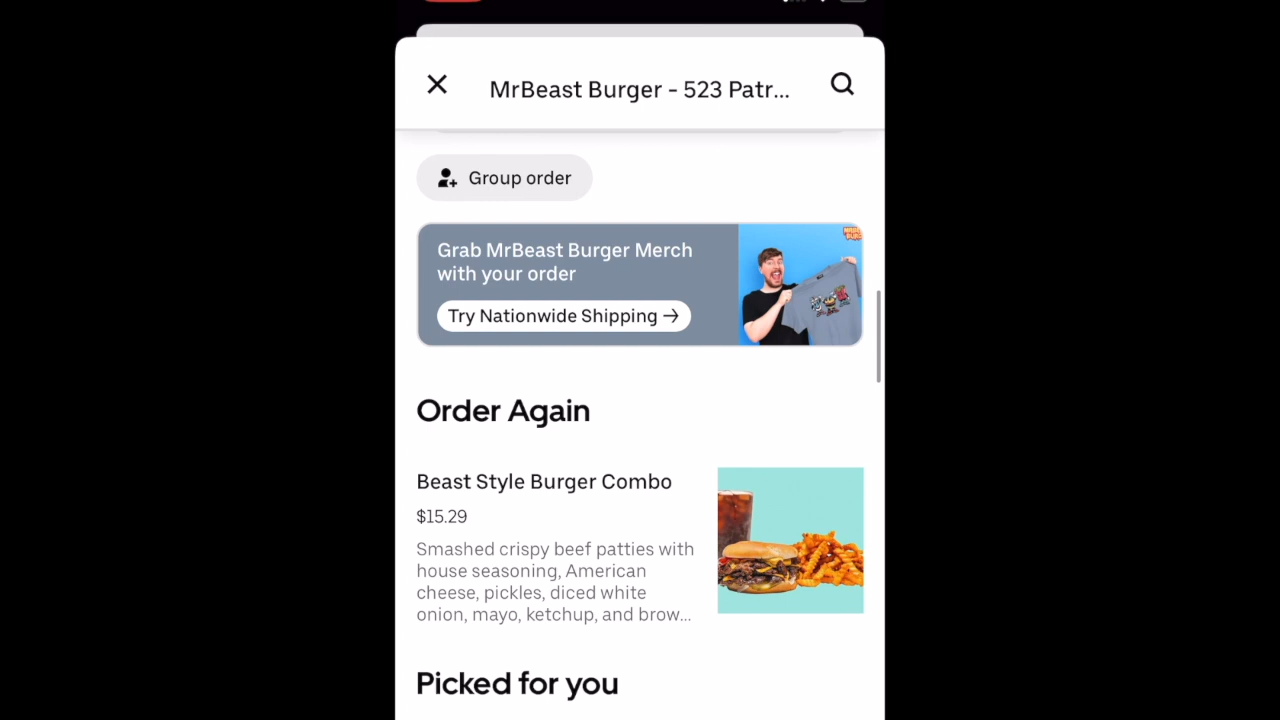 MrBeast Burger - 523 Patr...
Group order
Grab MrBeast Burger Merch
with your order
Try Nationwide Shipping →
Order Again
Beast Style Burger Combo
$15.29
Smashed crispy beef patties with
house seasoning, American
cheese, pickles, diced white
onion, mayo, ketchup, and brow...
Picked for you